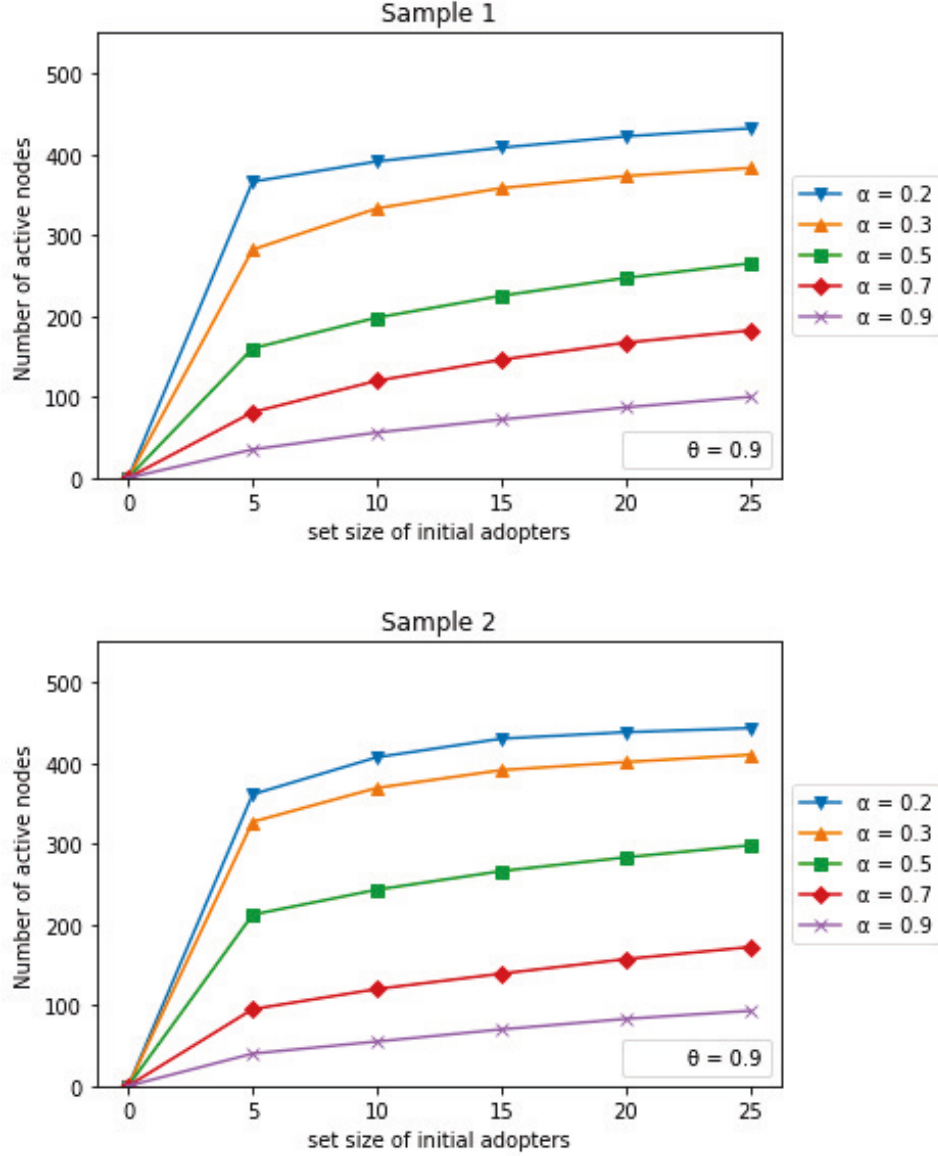 Sample 1
Number of active nodes
500
400
300
200
100
0
0 5 10 15 20 25
set size of initial adopters
α = 0.2
α = 0.3
α = 0.5
α = 0.7
α = 0.9
θ = 0.9
Sample 2
Number of active nodes
500
400
300
200
100
0
0 5 10 15 20 25
set size of initial adopters
α = 0.2
α = 0.3
α = 0.5
α = 0.7
α = 0.9
θ = 0.9